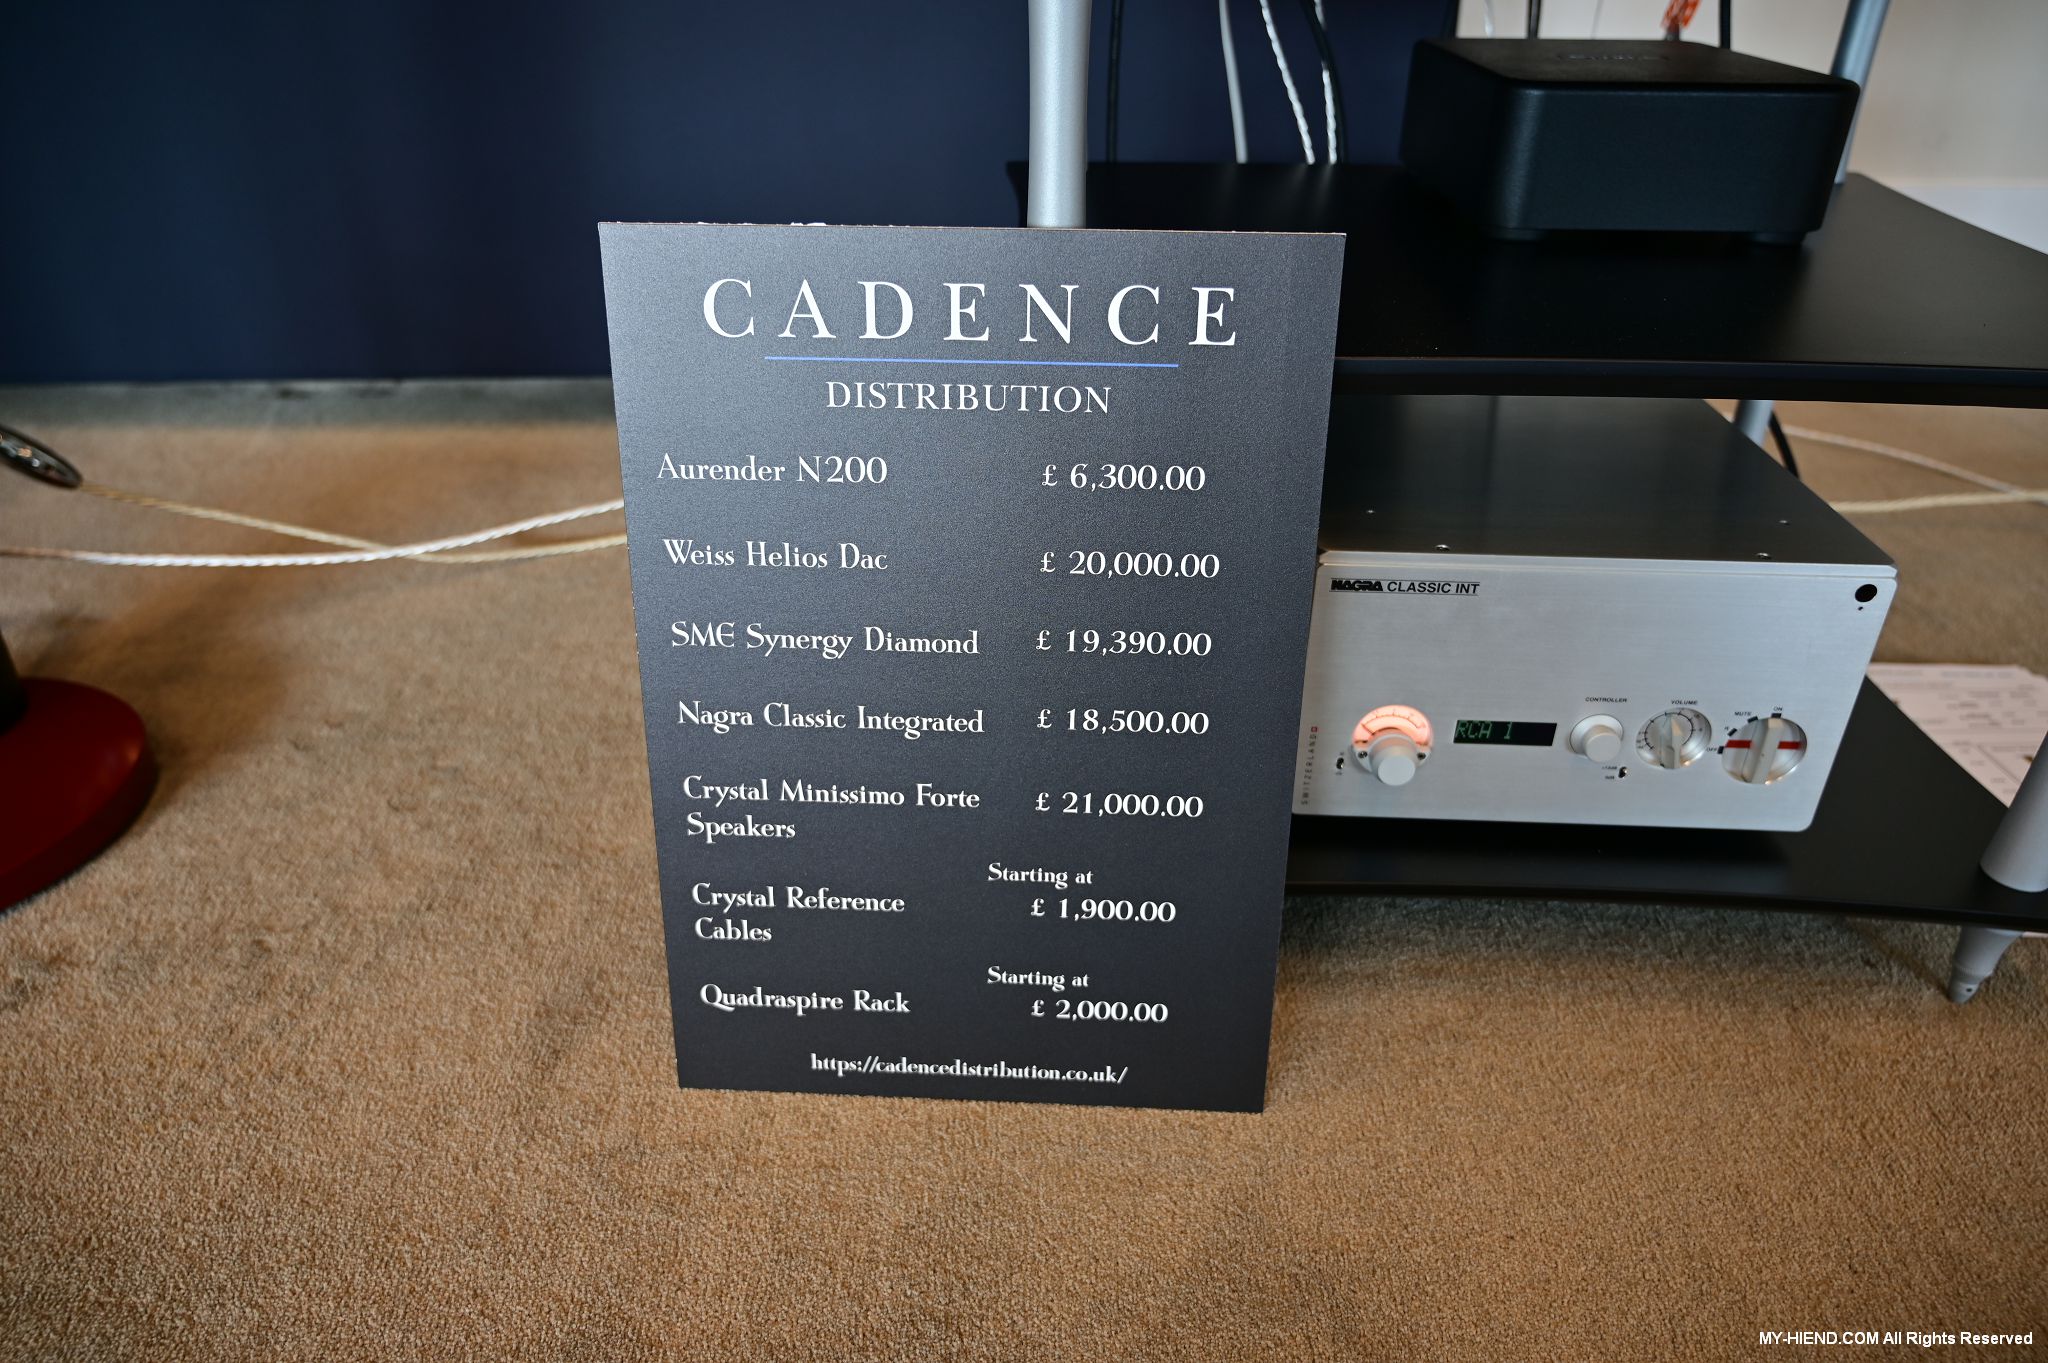 CADENCE
DISTRIBUTION
Aurender N200 £ 6,300.00
Weiss Helios Dac £ 20,000.00
SME Synergy Diamond £ 19,390.00
Nagra Classic Integrated £ 18,500.00
Crystal Minissimo Forte £ 21,000.00
Speakers
Starting at
Crystal Reference £ 1,900.00
Cables
Starting at
Quadraspire Rack £ 2,000.00
https://cadencedistribution.co.uk/
NAGRA CLASSIC INT
CONTROLLER
VOLUME
MUTE
ON
OFF
RCA 1
SWITZERLAND
MY-HIEND.COM All Rights Reserved